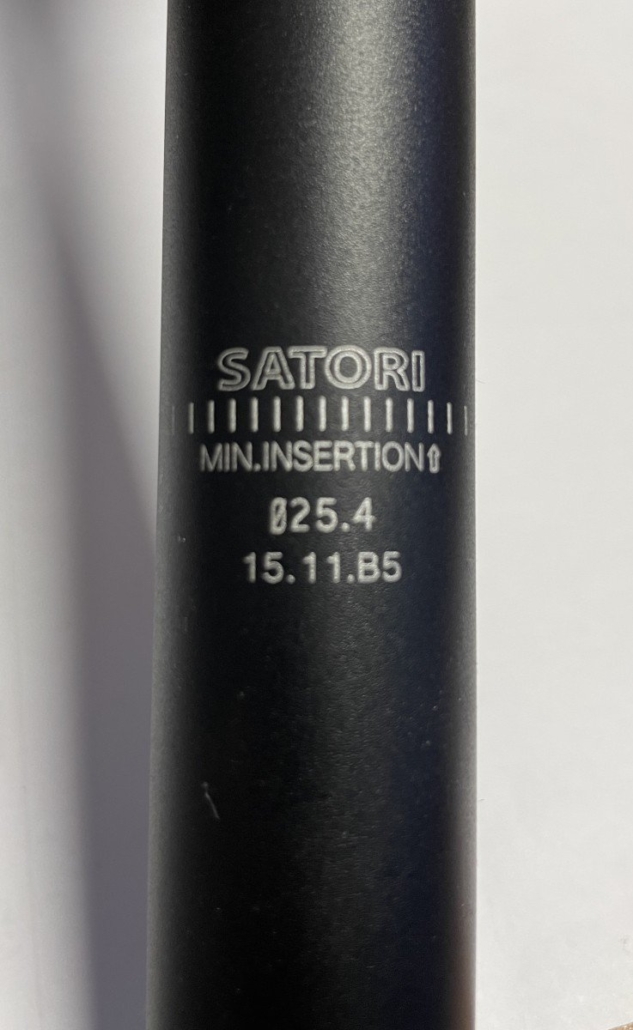 SATORI
MIN.INSERTION⇧
Ø25.4
15.11.B5